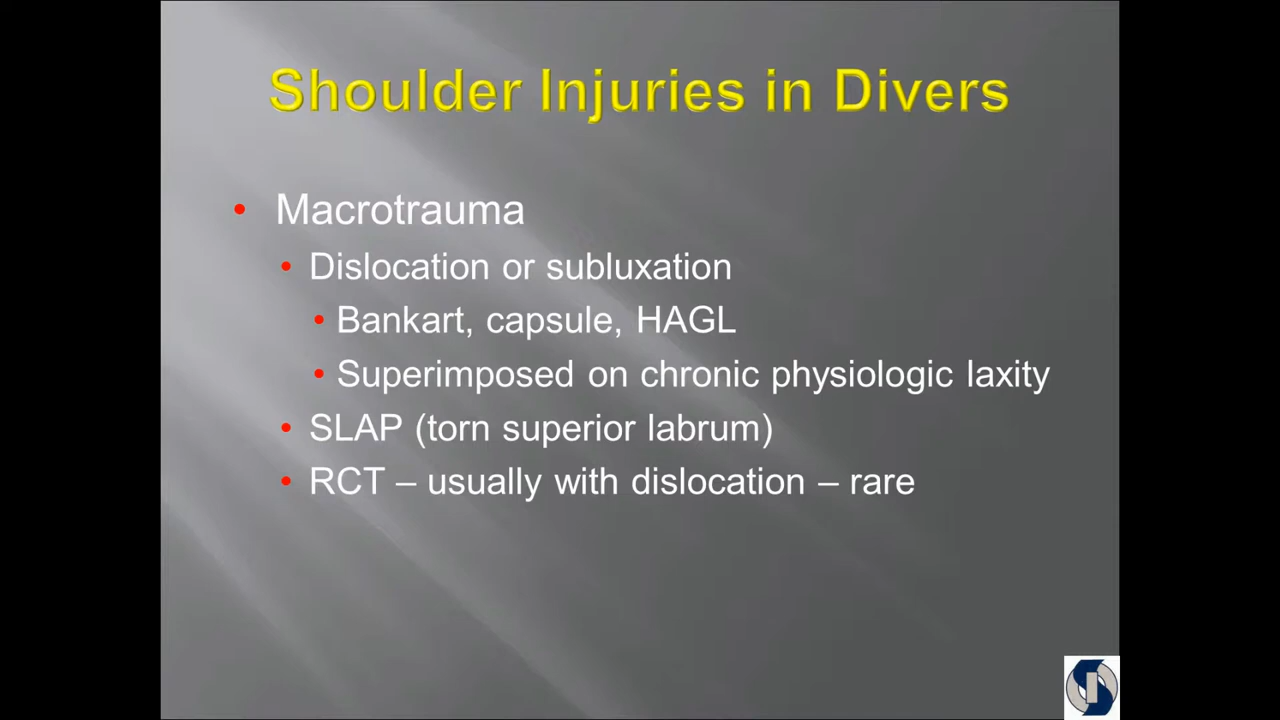 Shoulder Injuries in Divers
• Macrotrauma
• Dislocation or subluxation
• Bankart, capsule, HAGL
• Superimposed on chronic physiologic laxity
• SLAP (torn superior labrum)
• RCT – usually with dislocation – rare